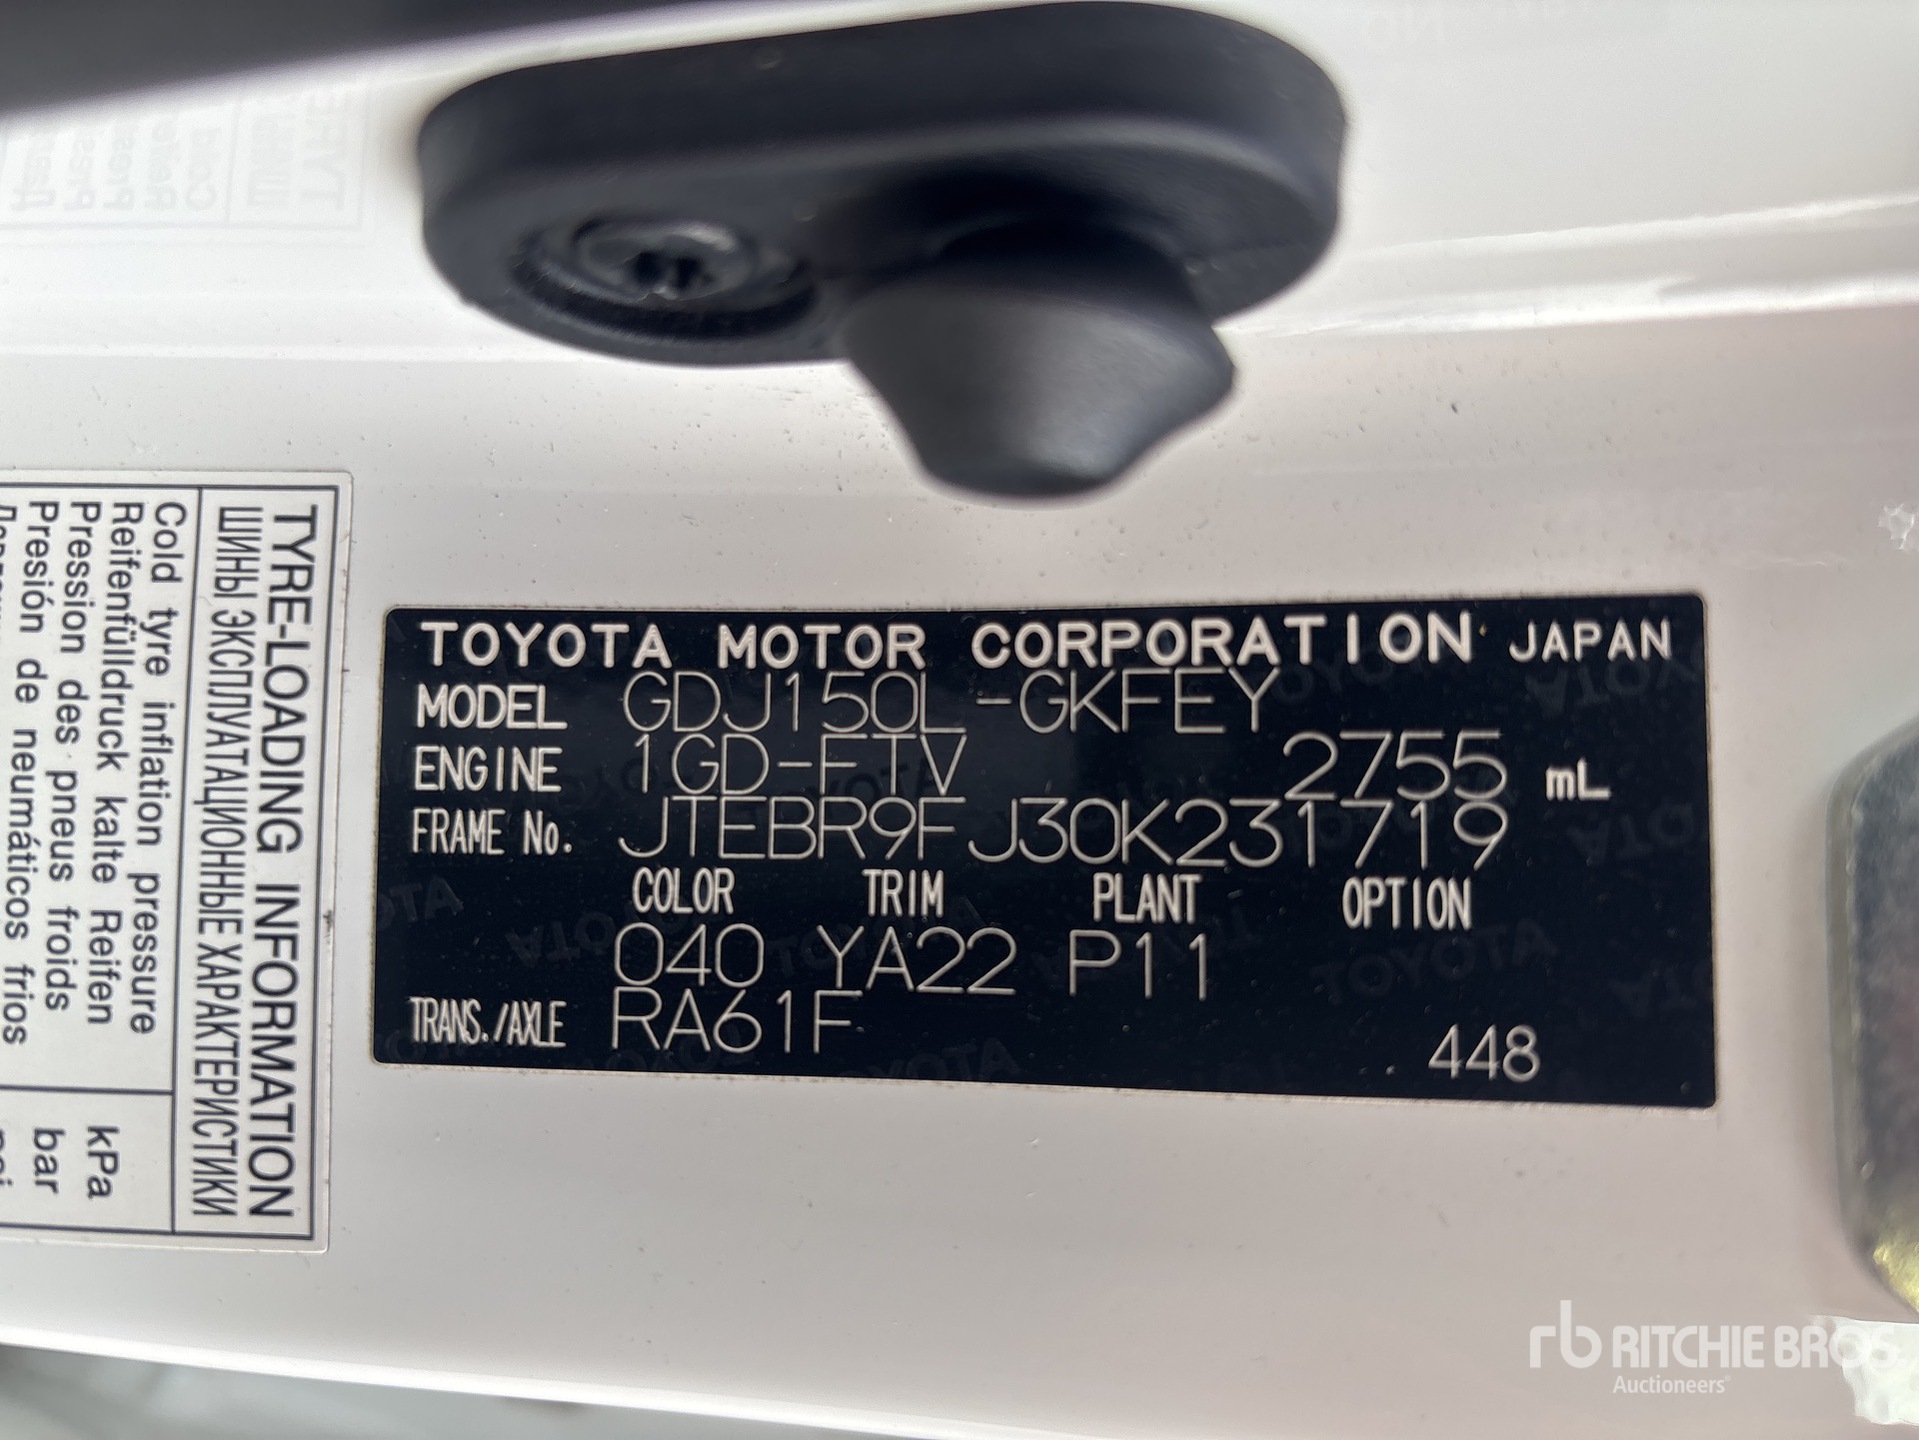 TOYOTA MOTOR CORPORATION JAPAN
MODEL GDJ150L-GKFEY
ENGINE 1GD-FTV 2755 mL
FRAME No. JTEBR9FJ30K231719
COLOR TRIM PLANT OPTION
040 YA22 P11
TRANS./AXLE RA61F
448
TYRE-LOADING INFORMATION
ШИНЫ ЭКСПЛУАТАЦИОННЫЕ ХАРАКТЕРИСТИКИ
Cold tyre inflation pressure
Reifenfülldruck kalte Reifen
Pression des pneus froids
Presión de neumáticos frios
kPa
bar
rb RITCHIE BROS
Auctioneers